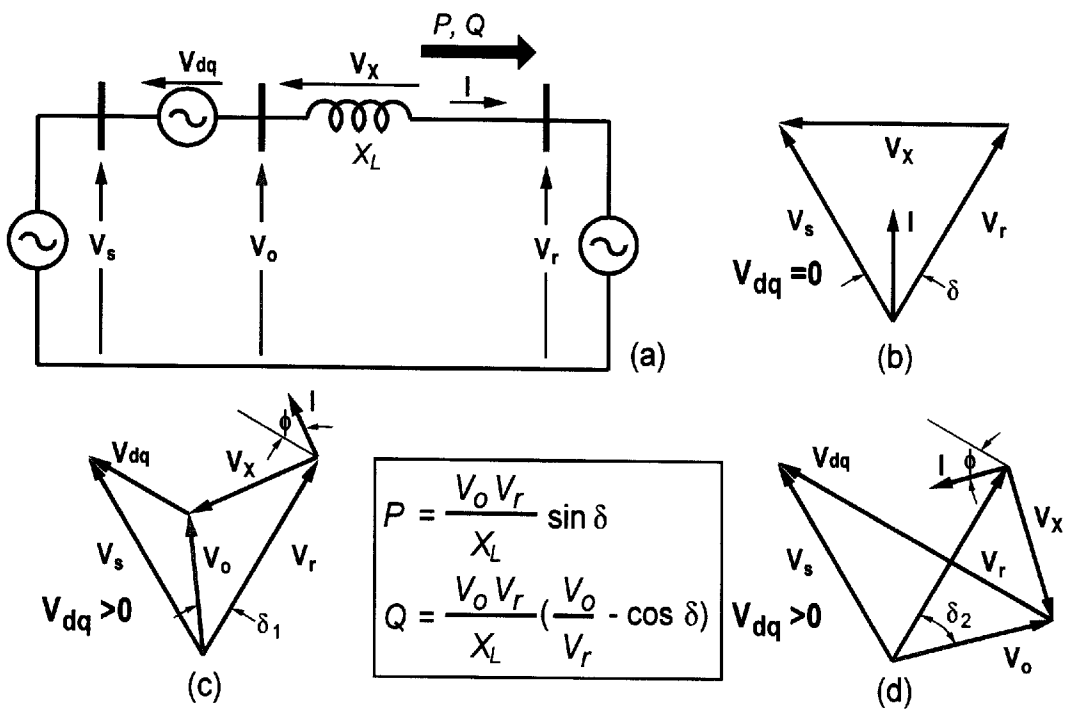 P, Q
V_dq
V_X
I
X_L
V_s
V_o
V_r
(a)
V_X
V_s
I
V_r
V_dq =0
δ
(b)
I
ϕ
V_dq
V_X
V_s
V_o
V_r
V_dq >0
δ_1
(c)
P = V_o V_r / X_L sin δ
Q = V_o V_r / X_L (V_o / V_r - cos δ)
V_dq
I
ϕ
V_X
V_s
V_r
V_dq >0
δ_2
V_o
(d)